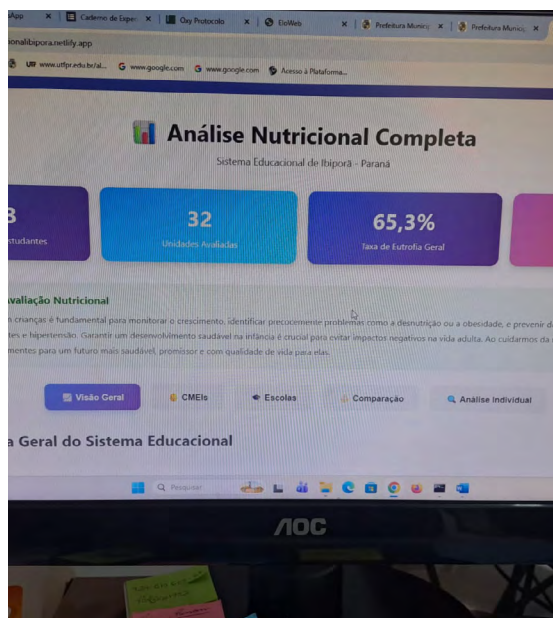 App
Caderno de Exper
Oxy Protocolo
EloWeb
Prefeitura Municip
Prefeitura Municip
ionalibipora.netlify.app
www.utfpr.edu.br/al...
www.google.com
www.google.com
Acesso à Plataforma...
Análise Nutricional Completa
Sistema Educacional de Ibiporã - Paraná
3
studantes
32
Unidades Avaliadas
65,3%
Taxa de Eutrofia Geral
valiação Nutricional
m crianças é fundamental para monitorar o crescimento, identificar precocemente problemas como a desnutrição ou a obesidade, e prevenir d
tes e hipertensão. Garantir um desenvolvimento saudável na infância é crucial para evitar impactos negativos na vida adulta. Ao cuidarmos da
mentes para um futuro mais saudável, promissor e com qualidade de vida para elas.
Visão Geral
CMEIs
Escolas
Comparação
Análise Individual
a Geral do Sistema Educacional
Pesquisar
AOC